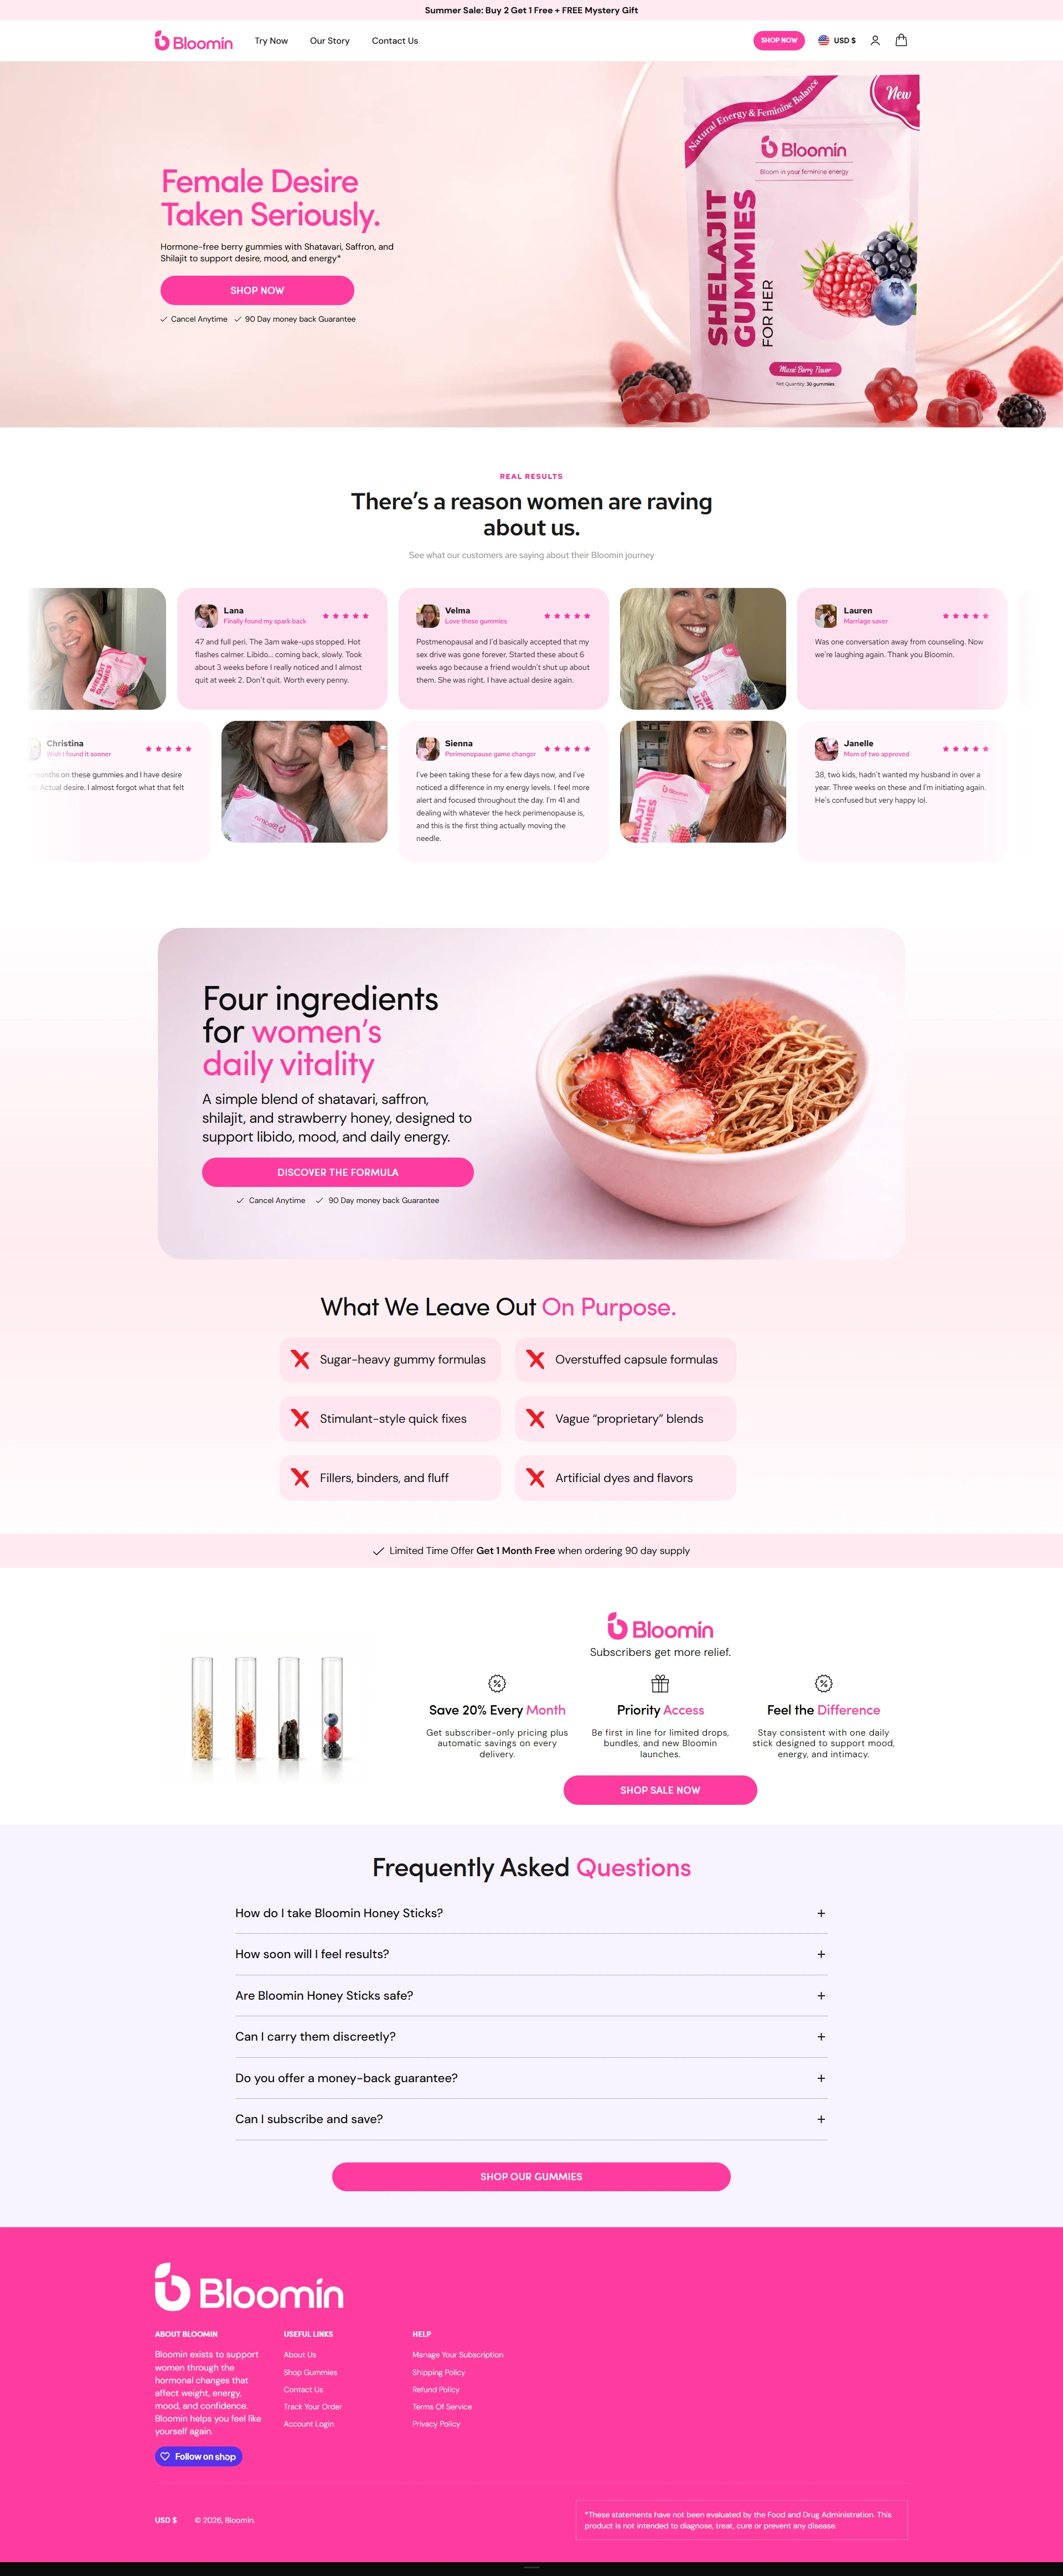 Summer Sale: Buy 2 Get 1 Free + FREE Mystery Gift
Bloomin
Try Now
Our Story
Contact Us
SHOP NOW
USD $
Natural Energy & Feminine Balance
New
Bloomin
Bloom in your feminine energy
SHELAJIT
GUMMIES
FOR HER
Mixed Berry Flavor
Net Quantity: 30 gummies
Female Desire
Taken Seriously.
Hormone-free berry gummies with Shatavari, Saffron, and
Shilajit to support desire, mood, and energy*
SHOP NOW
Cancel Anytime
90 Day money back Guarantee
REAL RESULTS
There's a reason women are raving
about us.
See what our customers are saying about their Bloomin journey
SHELAJIT
GUMMIES
Lana
Finally found my spark back
47 and full peri. The 3am wake-ups stopped. Hot
flashes calmer. Libido... coming back, slowly. Took
about 3 weeks before I really noticed and I almost
quit at week 2. Don't quit. Worth every penny.
Velma
Love these gummies
Postmenopausal and I'd basically accepted that my
sex drive was gone forever. Started these about 6
weeks ago because a friend wouldn't shut up about
them. She was right. I have actual desire again.
Lauren
Marriage saver
Was one conversation away from counseling. Now
we're laughing again. Thank you Bloomin.
Christina
Wish I found it sooner
months on these gummies and I have desire
Actual desire. I almost forgot what that felt
Bloomin
Sienna
Perimenopause game changer
I've been taking these for a few days now, and I've
noticed a difference in my energy levels. I feel more
alert and focused throughout the day. I'm 41 and
dealing with whatever the heck perimenopause is,
and this is the first thing actually moving the
needle.
GUMMIES
Janelle
Mom of two approved
38, two kids, hadn't wanted my husband in over a
year. Three weeks on these and I'm initiating again.
He's confused but very happy lol.
Four ingredients
for women's
daily vitality
A simple blend of shatavari, saffron,
shilajit, and strawberry honey, designed to
support libido, mood, and daily energy.
DISCOVER THE FORMULA
Cancel Anytime
90 Day money back Guarantee
What We Leave Out On Purpose.
Sugar-heavy gummy formulas
Overstuffed capsule formulas
Stimulant-style quick fixes
Vague “proprietary” blends
Fillers, binders, and fluff
Artificial dyes and flavors
Limited Time Offer Get 1 Month Free when ordering 90 day supply
Bloomin
Subscribers get more relief.
Save 20% Every Month
Get subscriber-only pricing plus
automatic savings on every
delivery.
Priority Access
Be first in line for limited drops,
bundles, and new Bloomin
launches.
Feel the Difference
Stay consistent with one daily
stick designed to support mood,
energy, and intimacy.
SHOP SALE NOW
Frequently Asked Questions
How do I take Bloomin Honey Sticks?
How soon will I feel results?
Are Bloomin Honey Sticks safe?
Can I carry them discreetly?
Do you offer a money-back guarantee?
Can I subscribe and save?
SHOP OUR GUMMIES
Bloomin
ABOUT BLOOMIN
Bloomin exists to support
women through the
hormonal changes that
affect weight, energy,
mood, and confidence.
Bloomin helps you feel like
yourself again.
Follow on shop
USEFUL LINKS
About Us
Shop Gummies
Contact Us
Track Your Order
Account Login
HELP
Manage Your Subscription
Shipping Policy
Refund Policy
Terms Of Service
Privacy Policy
USD $
© 2026, Bloomin.
*These statements have not been evaluated by the Food and Drug Administration. This
product is not intended to diagnose, treat, cure or prevent any disease.